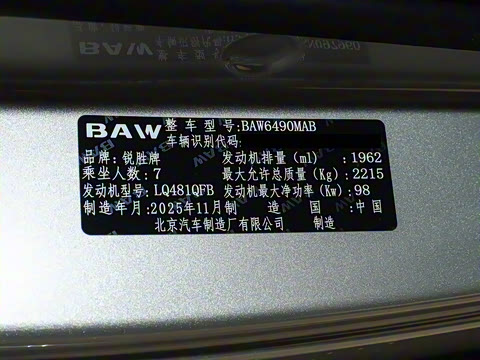 BAW 整车型号:BAW6490MAB
车辆识别代码:
品牌:锐胜牌 发动机排量(ml) :1962
乘坐人数:7 最大允许总质量(Kg) :2215
发动机型号:LQ481QFB 发动机最大净功率(Kw) :98
制造年月:2025年11月 制造国:中国
北京汽车制造厂有限公司 制造